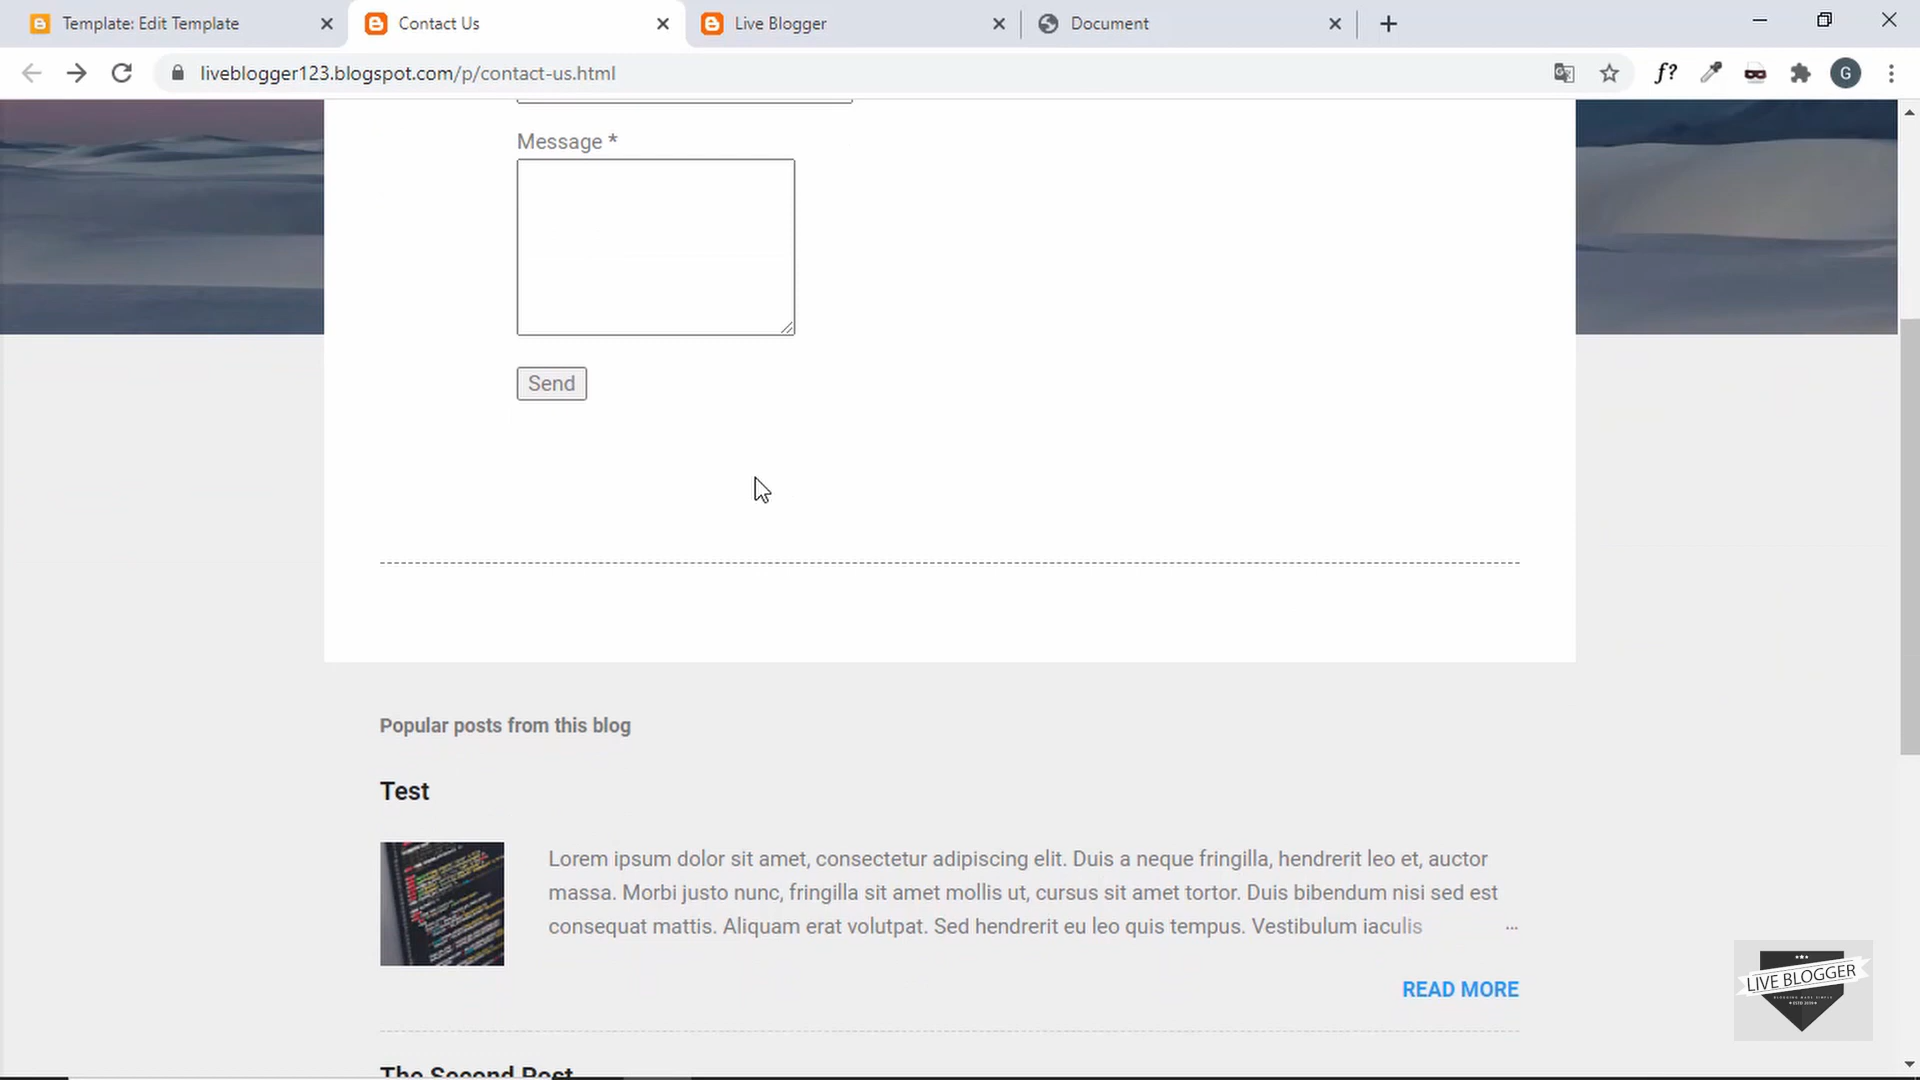 Template: Edit Template
Contact Us
Live Blogger
Document
liveblogger123.blogspot.com/p/contact-us.html
f?
G
Message *
Send
Popular posts from this blog
Test
Lorem ipsum dolor sit amet, consectetur adipiscing elit. Duis a neque fringilla, hendrerit leo et, auctor
massa. Morbi justo nunc, fringilla sit amet mollis ut, cursus sit amet tortor. Duis bibendum nisi sed est
consequat mattis. Aliquam erat volutpat. Sed hendrerit eu leo quis tempus. Vestibulum iaculis ...
READ MORE
The Second Post
LIVE BLOGGER